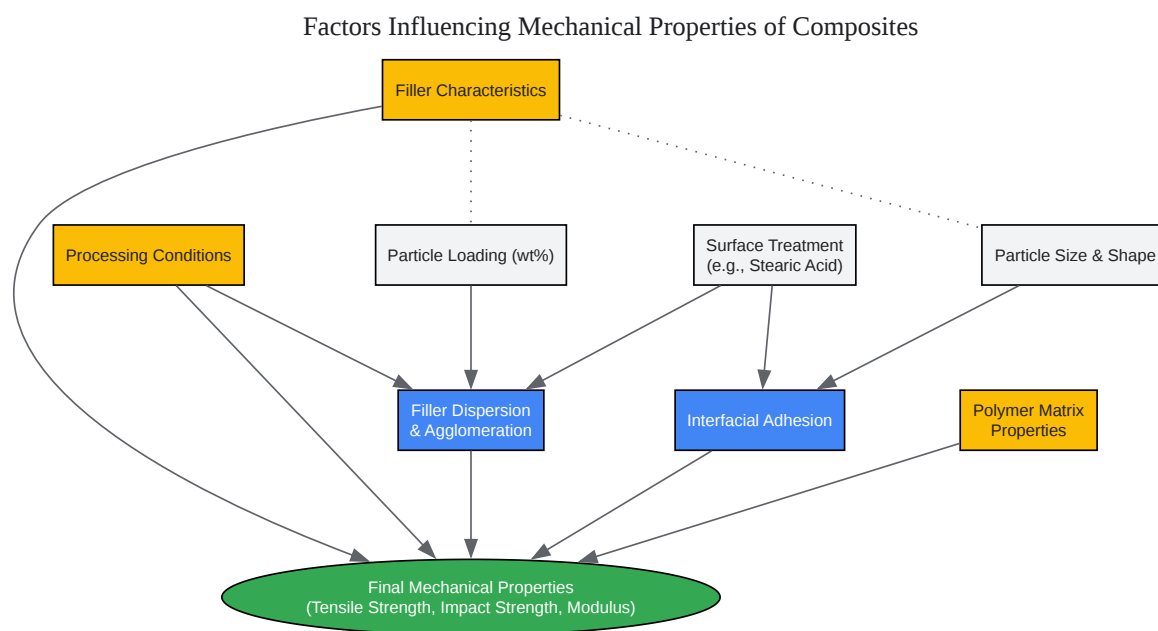 Factors Influencing Mechanical Properties of Composites
Filler Characteristics
Processing Conditions
Particle Loading (wt%)
Surface Treatment
(e.g., Stearic Acid)
Particle Size & Shape
Filler Dispersion
& Agglomeration
Interfacial Adhesion
Polymer Matrix
Properties
Final Mechanical Properties
(Tensile Strength, Impact Strength, Modulus)